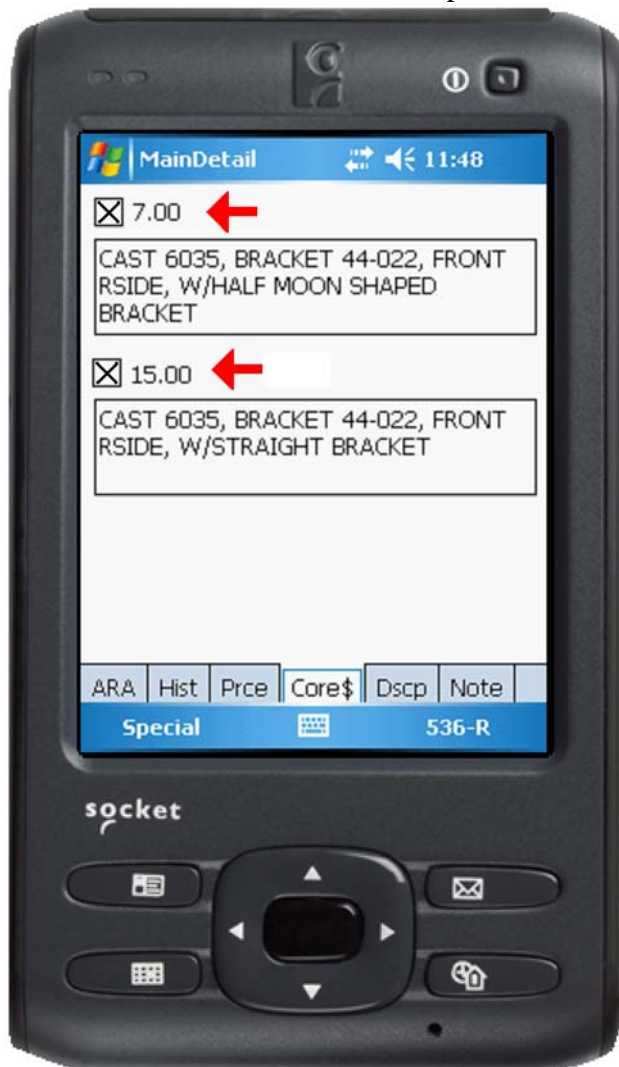 MainDetail 11:48
7.00
CAST 6035, BRACKET 44-022, FRONT
RSIDE, W/HALF MOON SHAPED
BRACKET
15.00
CAST 6035, BRACKET 44-022, FRONT
RSIDE, W/STRAIGHT BRACKET
ARA Hist Prce Core$ Dscp Note
Special 536-R
socket